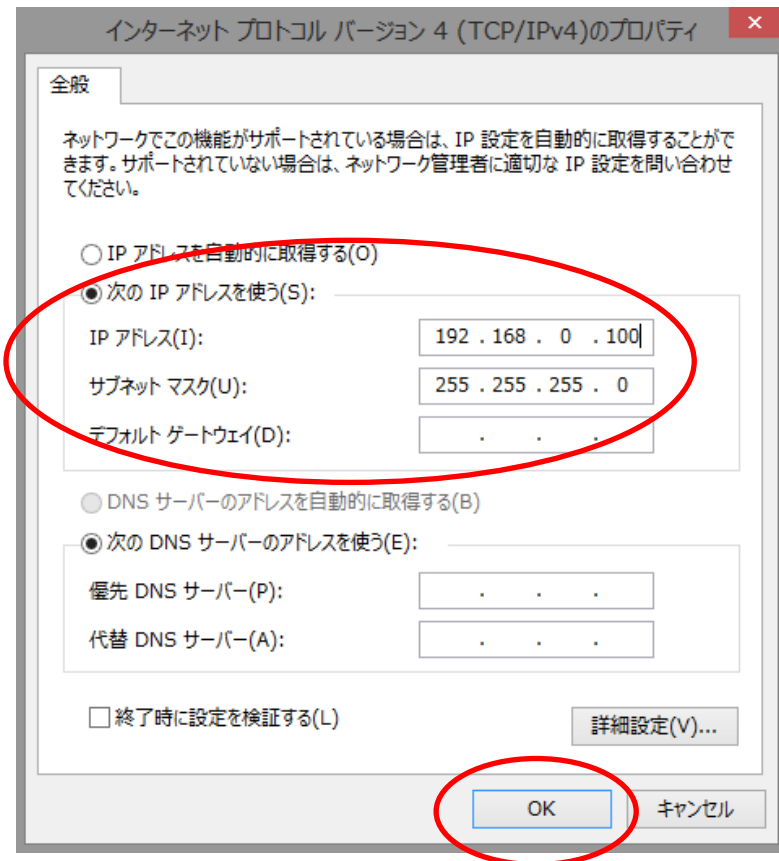 インターネット プロトコル バージョン 4 (TCP/IPv4)のプロパティ
×
全般
ネットワークでこの機能がサポートされている場合は、IP 設定を自動的に取得することがで
きます。サポートされていない場合は、ネットワーク管理者に適切な IP 設定を問い合わせ
てください。
IP アドレスを自動的に取得する(O)
次の IP アドレスを使う(S):
IP アドレス(I): 192 . 168 . 0 . 100
サブネット マスク(U): 255 . 255 . 255 . 0
デフォルト ゲートウェイ(D): . . .
DNS サーバーのアドレスを自動的に取得する(B)
次の DNS サーバーのアドレスを使う(E):
優先 DNS サーバー(P): . . .
代替 DNS サーバー(A): . . .
終了時に設定を検証する(L)
詳細設定(V)...
OK キャンセル